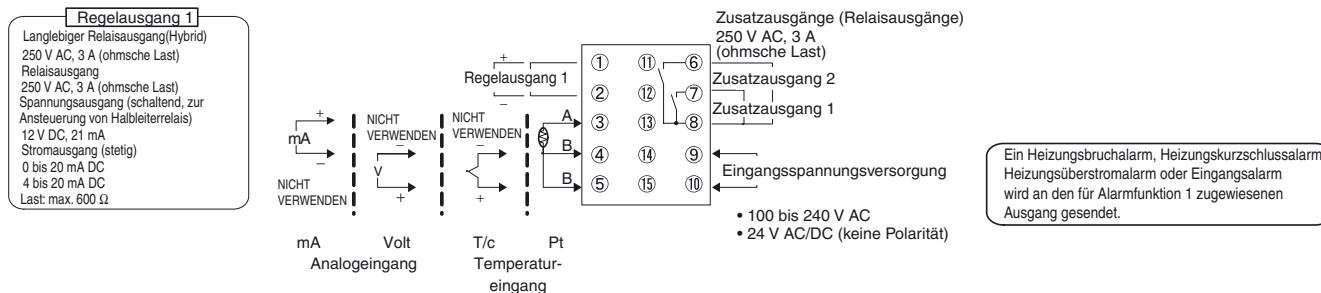 Regelausgang 1
Langlebiger Relaisausgang(Hybrid)
250 V AC, 3 A (ohmsche Last)
Relaisausgang
250 V AC, 3 A (ohmsche Last)
Spannungsausgang (schaltend, zur
Ansteuerung von Halbleiterrelais)
12 V DC, 21 mA
Stromausgang (stetig)
0 bis 20 mA DC
4 bis 20 mA DC
Last: max. 600 Ω
+
mA
−
NICHT
VERWENDEN
NICHT
VERWENDEN
−
V
+
NICHT
VERWENDEN
−
+
+
Regelausgang 1
−
A
B
B
① ⑪ ⑥
② ⑫ ⑦
③ ⑬ ⑧
④ ⑭ ⑨
⑤ ⑮ ⑩
Zusatzausgänge (Relaisausgänge)
250 V AC, 3 A
(ohmsche Last)
Zusatzausgang 2
Zusatzausgang 1
Eingangsspannungsversorgung
• 100 bis 240 V AC
• 24 V AC/DC (keine Polarität)
mA Volt T/c Pt
Analogeingang
Temperatur-
eingang
Ein Heizungsbruchalarm, Heizungskurzschlussalarm
Heizungsüberstromalarm oder Eingangsalarm
wird an den für Alarmfunktion 1 zugewiesenen
Ausgang gesendet.